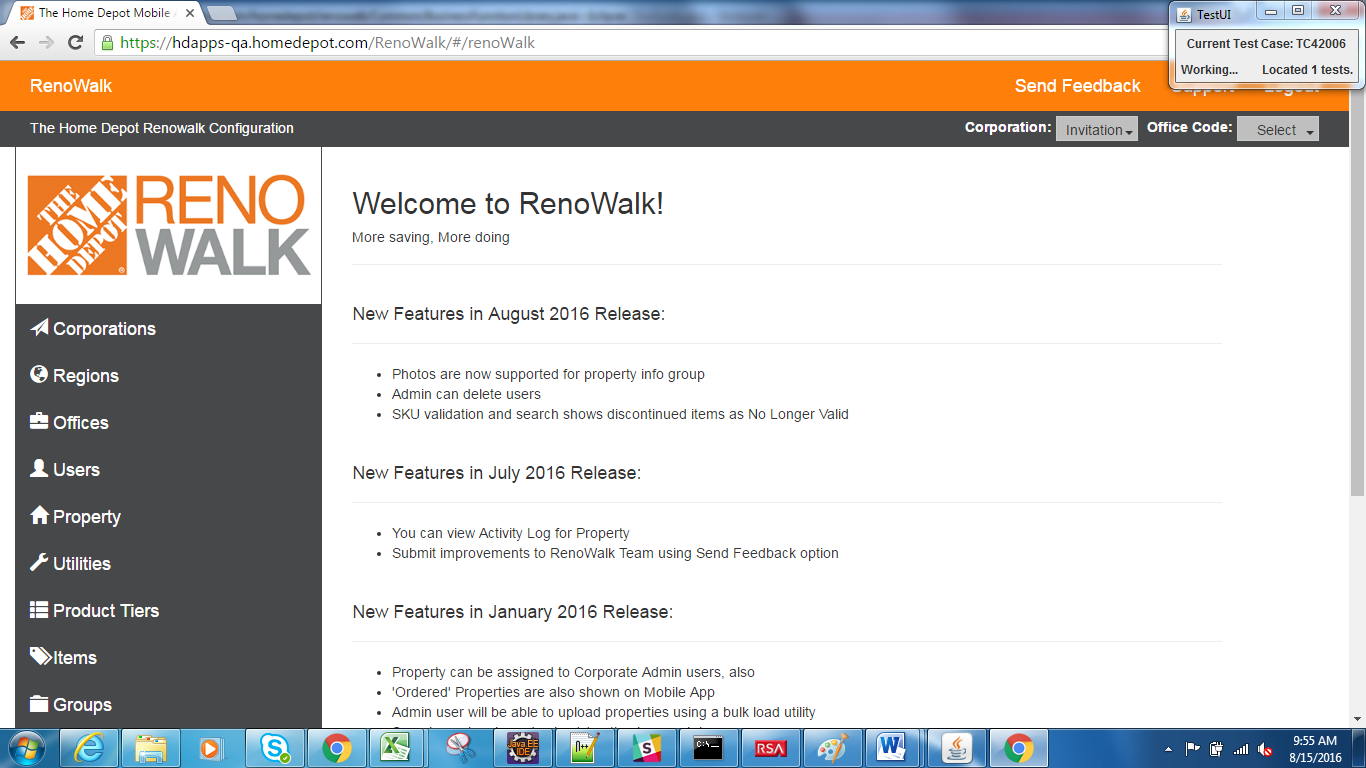 The Home Depot Mobile
TestUI
https://hdapps-qa.homedepot.com/RenoWalk/#/renoWalk
Current Test Case: TC42006
Working... Located 1 tests.
RenoWalk
Send Feedback
Support
Logout
The Home Depot Renowalk Configuration
Corporation: Invitation
Office Code: Select
THE HOME DEPOT
RENO
WALK
Welcome to RenoWalk!
More saving, More doing
New Features in August 2016 Release:
Photos are now supported for property info group
Admin can delete users
SKU validation and search shows discontinued items as No Longer Valid
New Features in July 2016 Release:
You can view Activity Log for Property
Submit improvements to RenoWalk Team using Send Feedback option
New Features in January 2016 Release:
Property can be assigned to Corporate Admin users, also
'Ordered' Properties are also shown on Mobile App
Admin user will be able to upload properties using a bulk load utility
Corporations
Regions
Offices
Users
Property
Utilities
Product Tiers
Items
Groups
Java EE
IDE
C:\
RSA
9:55 AM
8/15/2016